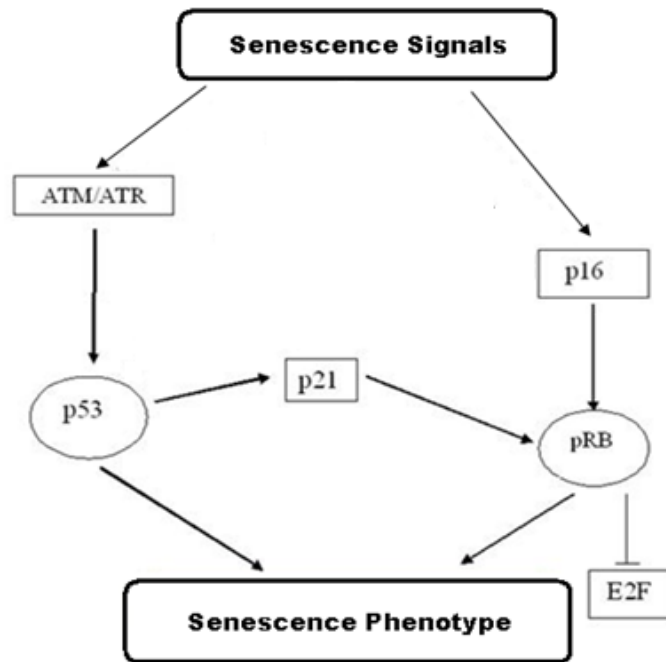 Senescence Signals
ATM/ATR
p16
p53
p21
pRB
E2F
Senescence Phenotype